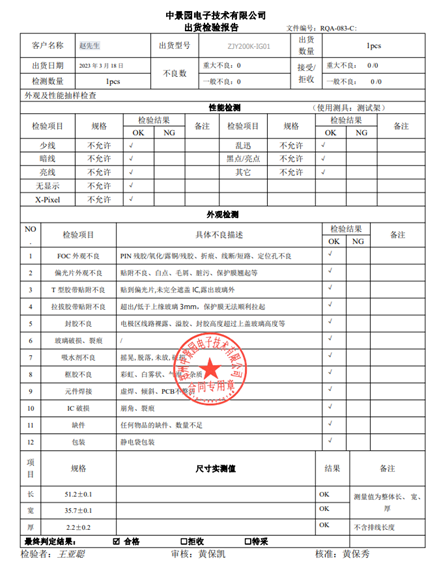 中景园电子技术有限公司
出货检验报告 文件编号：RQA-083-C:
客户名称 赵先生 出货型号 ZJY200K-IG01 出货数量 1pcs
出货日期 2023 年 3 月 18 日 不良数 重大不良：0 接受/拒收 重大不良： 0 /0
检测数量 1pcs 一般不良：0 一般不良： 0 /0
外观及性能抽样检查
性能检测 （使用测具：测试架）
检验项目 规格 检验结果 备注 检验项目 规格 检验结果 备注
OK NG OK NG
少线 不允许 √ 乱迅 不允许 √
暗线 不允许 √ 黑点/亮点 不允许 √
亮线 不允许 √ 其它 不允许 √
无显示 不允许 √
X-Pixel 不允许 √
外观检测
NO. 检验项目 具体不良描述 检验结果 备注
OK NG
1 FOC 外观不良 PIN 残胶/氧化/露铜/残胶、折痕、线断/短路、定位孔不良 √
2 偏光片外观不良 贴附不良、白点、毛屑、脏污、保护膜翘起等 √
3 T 型胶带贴附不良 贴到偏光片,未完全遮盖 IC,露出玻璃外 √
4 拉拔胶带贴附不良 超出/低于上缘玻璃 3mm、保护膜无法顺利拉起 √
5 封胶不良 电极区线路裸露、溢胶、封胶高度超过上盖玻璃高度等 √
6 玻璃破损、裂痕 / √
7 吸水剂不良 摇晃,脱落,未放, √
8 框胶不良 彩虹、白雾状、气泡、杂质 √
9 元件焊接 虚焊、倾斜、PCB不整齐 √
10 IC 破损 崩角、裂痕 √
11 缺件 任何物品的缺件、数量不足 √
12 包装 静电袋包装 √
中景园电子技术有限公司
合同专用章
项目 规格 尺寸实测值 结果 备注
长 51.2±0.1 OK 测量值为整体长、宽、厚
宽 35.7±0.1 OK
厚 2.2±0.2 OK 不含排线长度
最终判定结果： ☑ 合格 □拒收 □特采
检验者：王亚聪 审核：黄保凯 核准：黄保秀